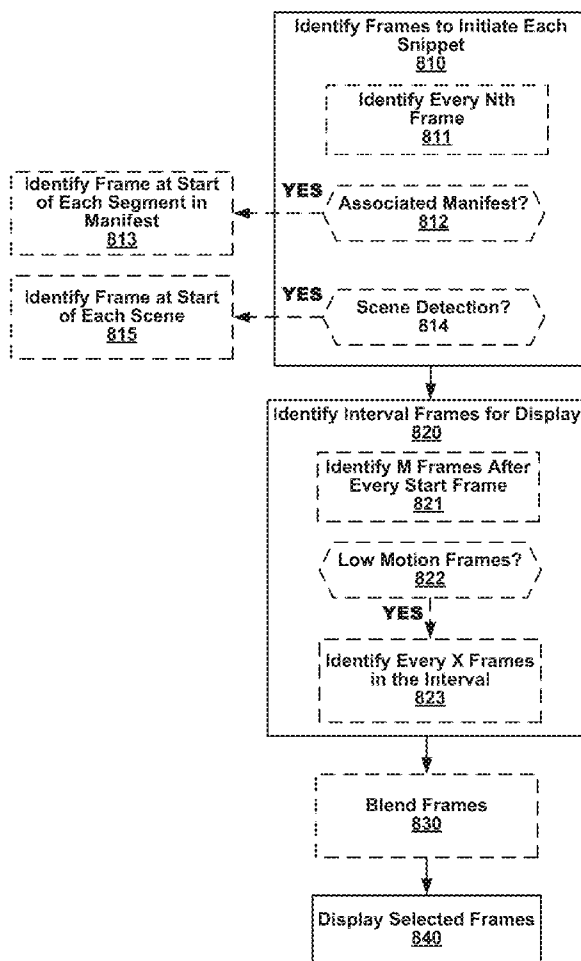 Identify Frames to Initiate Each
Snippet
810
Identify Every Nth
Frame
811
Identify Frame at Start
of Each Segment in
Manifest
813
YES
Associated Manifest?
812
Identify Frame at Start
of Each Scene
815
YES
Scene Detection?
814
Identify Interval Frames for Display
820
Identify M Frames After
Every Start Frame
821
Low Motion Frames?
822
YES
Identify Every X Frames
in the Interval
823
Blend Frames
830
Display Selected Frames
840